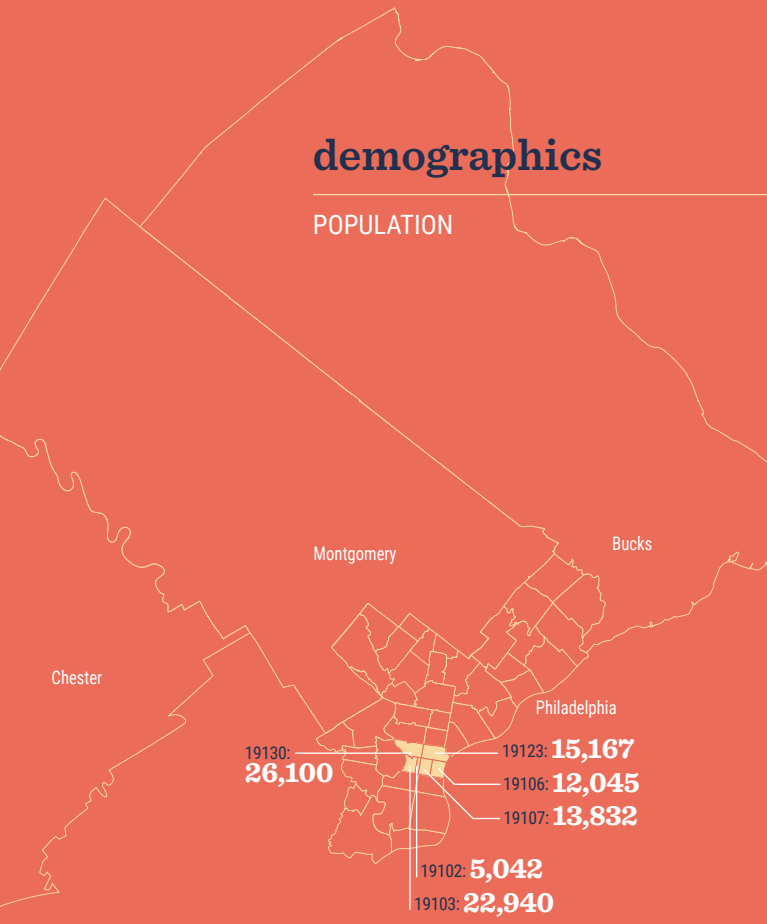 demographics
POPULATION
Bucks
Montgomery
Chester
Philadelphia
19130:
26,100
19123: 15,167
19106: 12,045
19107: 13,832
19102: 5,042
19103: 22,940